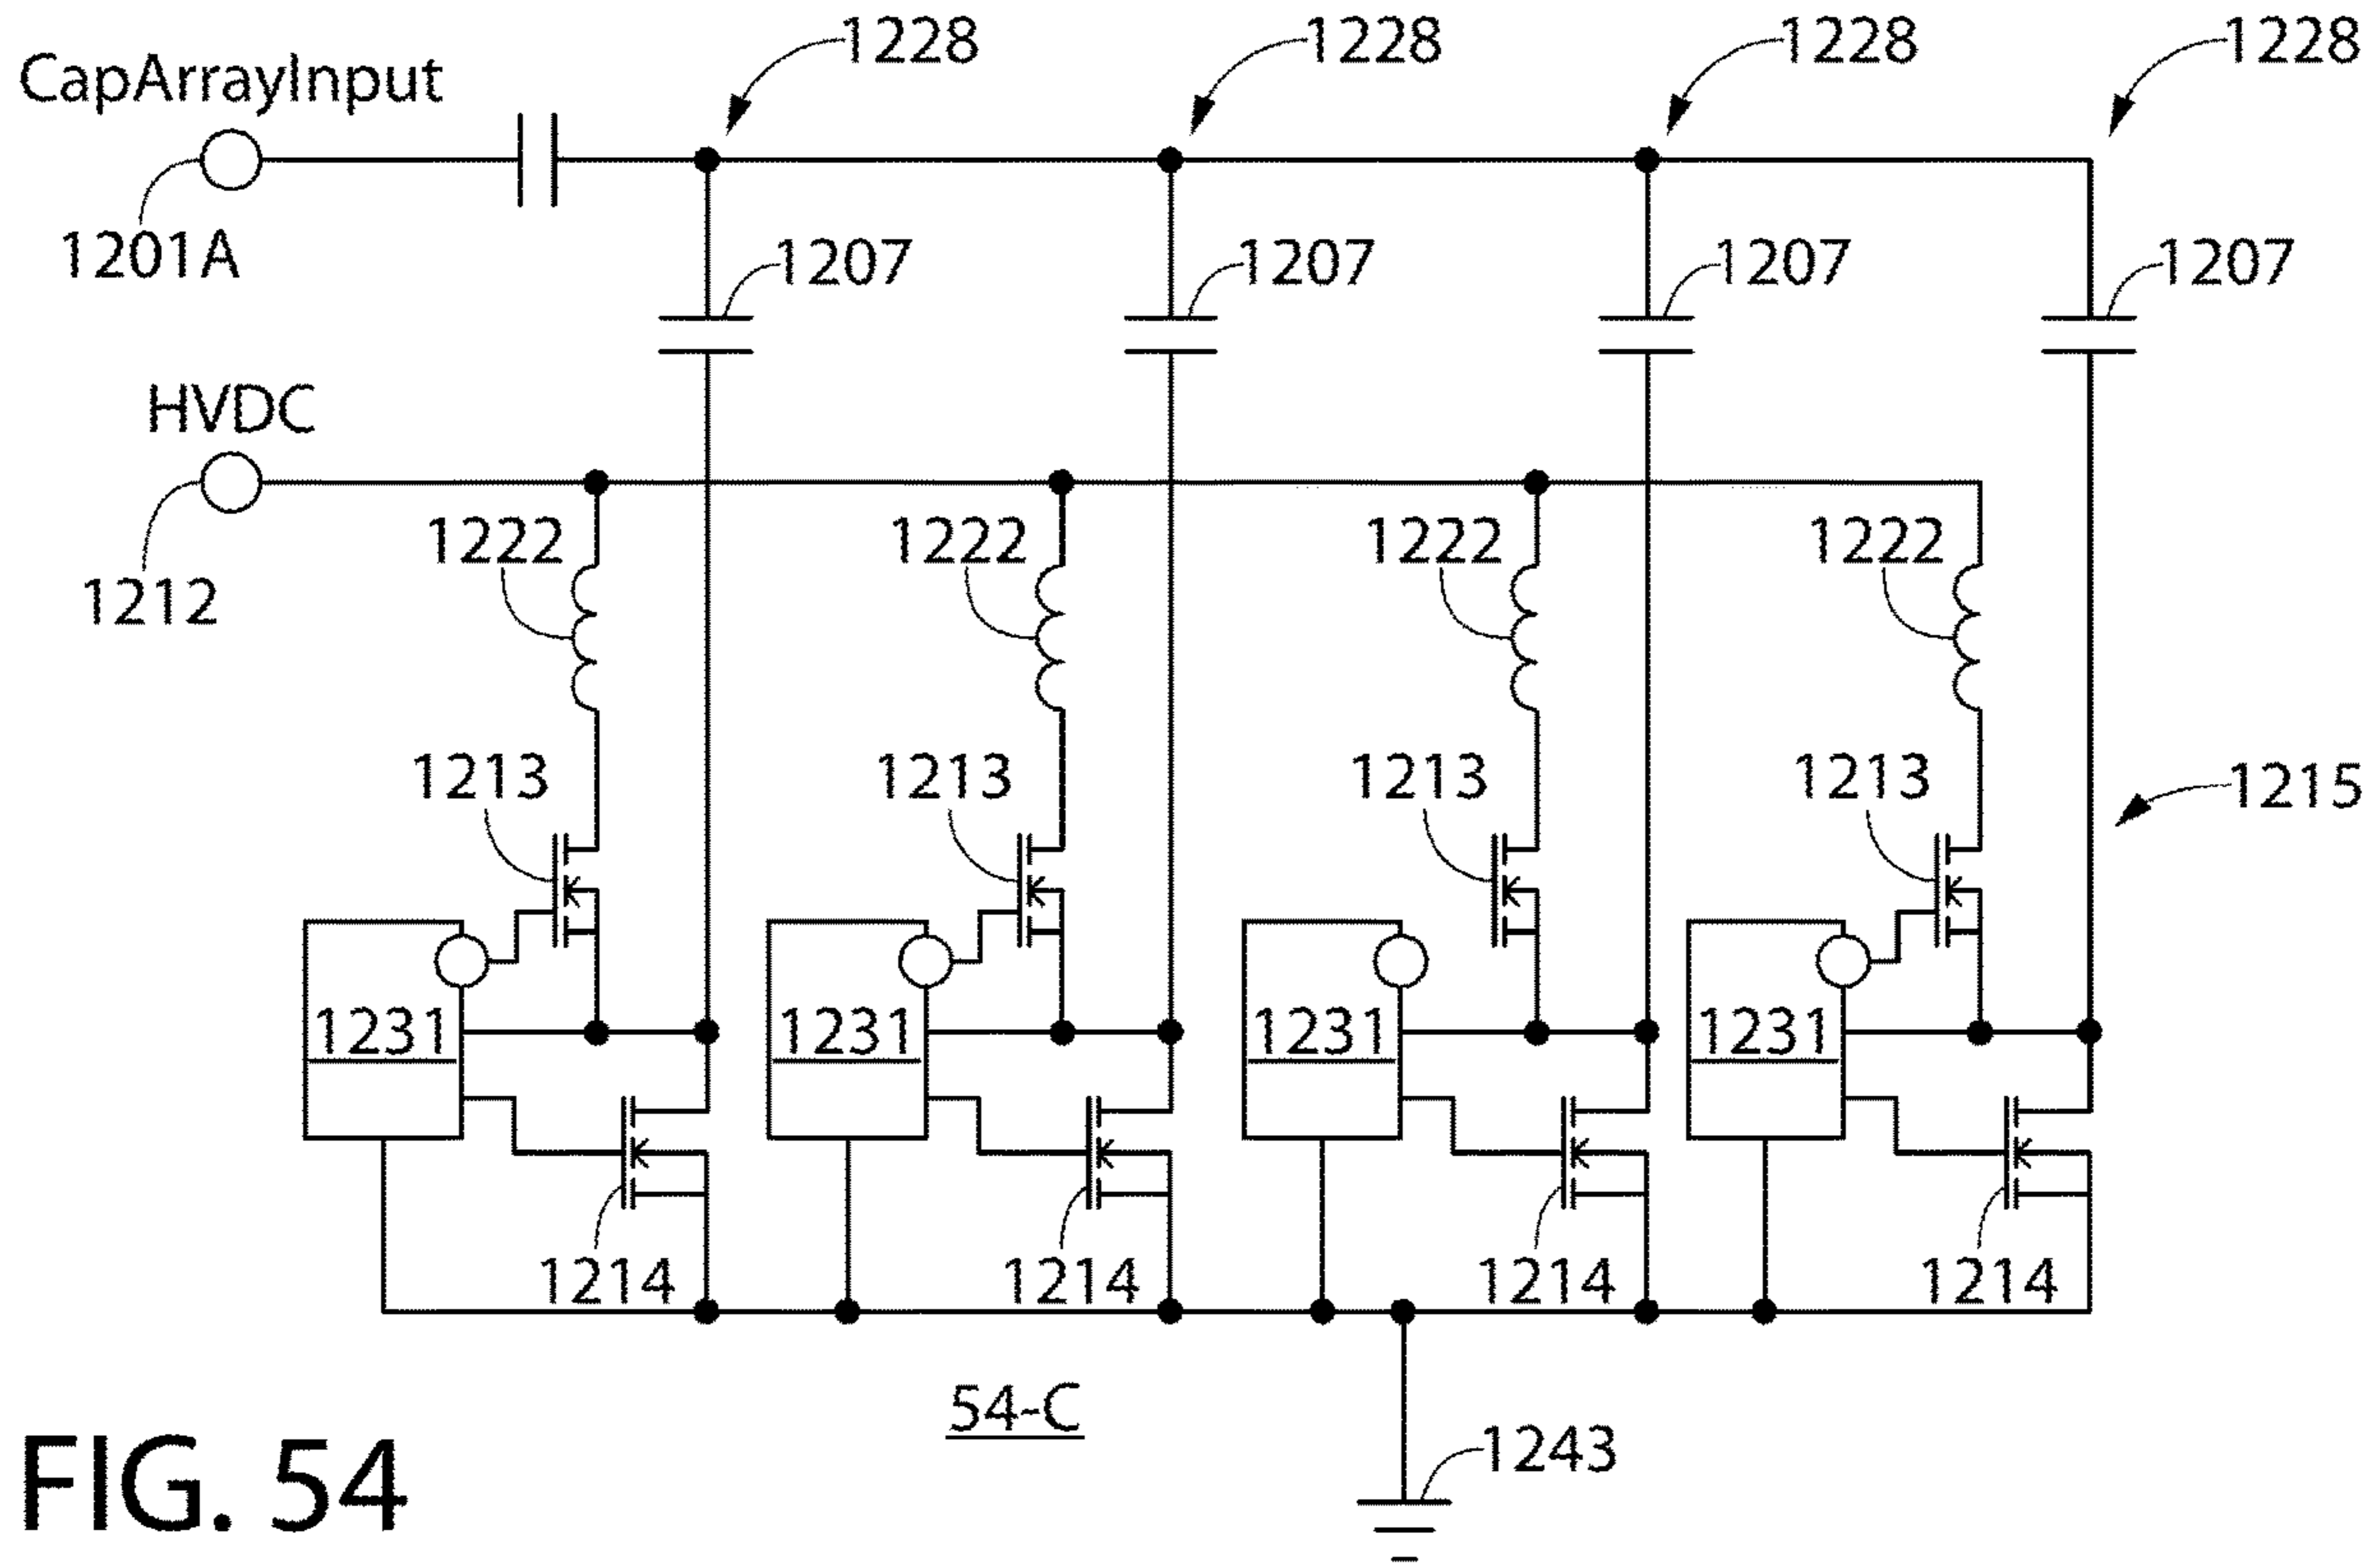 1228 1228 1228 1228
CapArrayInput
1201A
1207 1207 1207 1207
HVDC
1222 1222 1222 1222
1212
1213 1213 1213 1213
1215
1231 1231 1231 1231
1214 1214 1214 1214
54-C
1243
FIG. 54